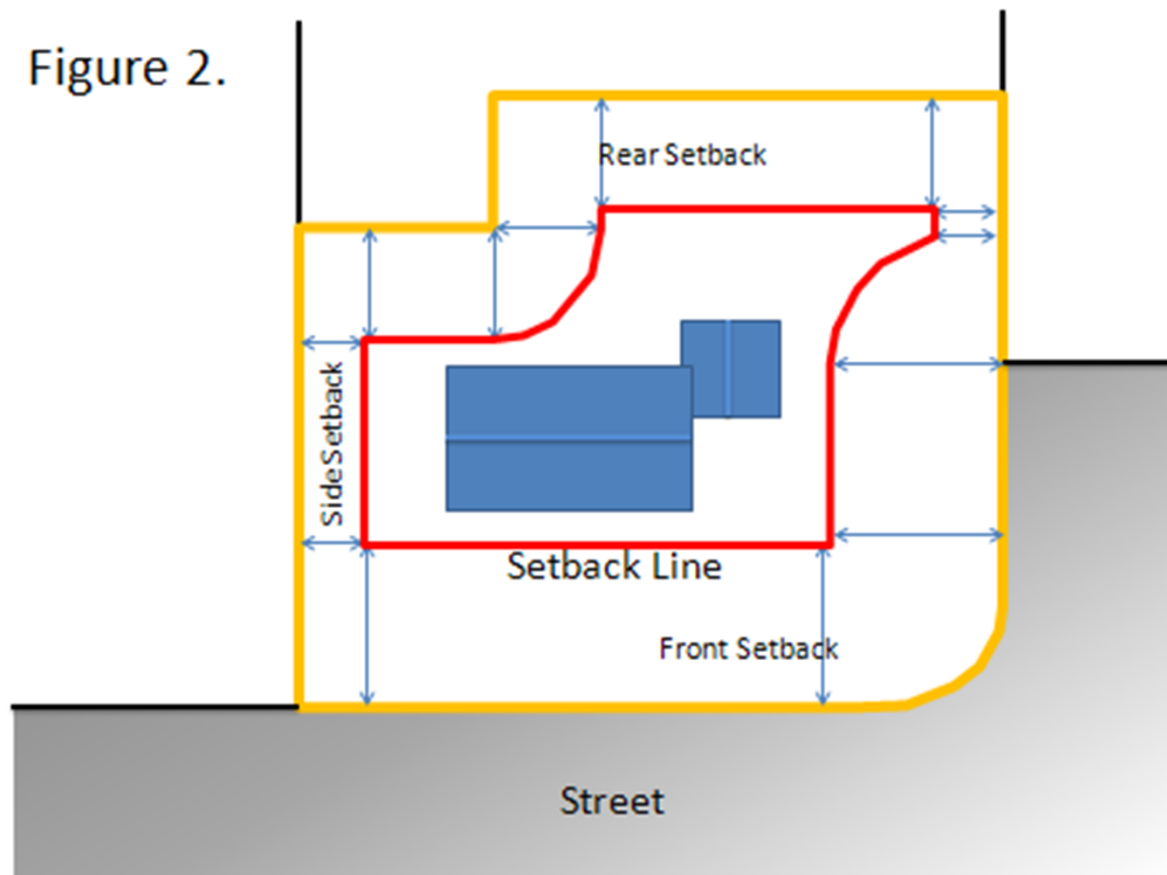 Figure 2.
Rear Setback
Side Setback
Setback Line
Front Setback
Street